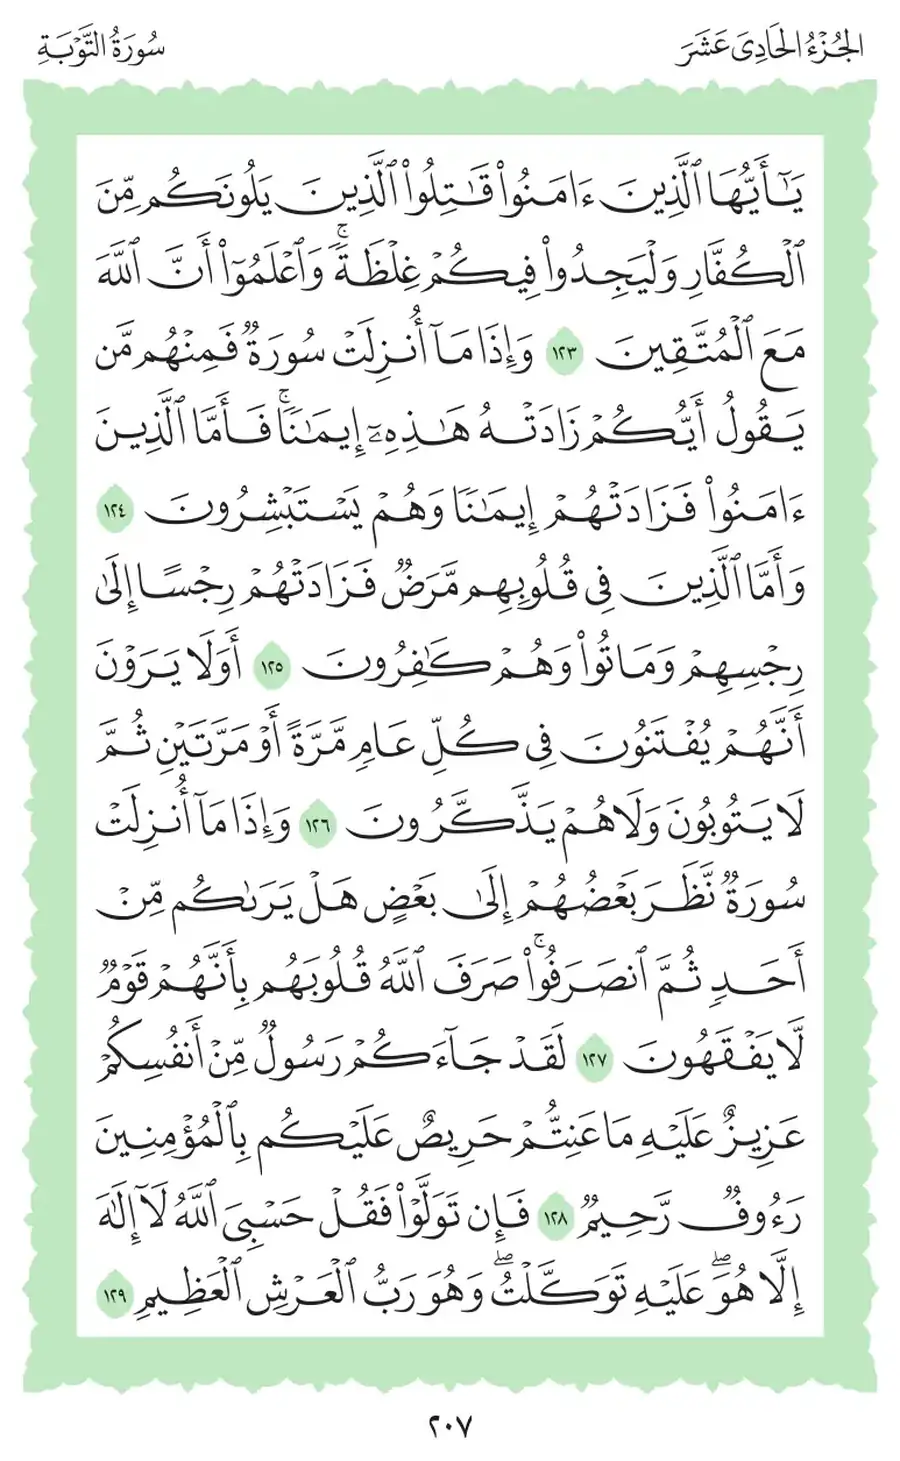 الجُزْءُ الحَادِى عَشَرَ
سُورَةُ التَّوۡبَةِ
يَٰٓأَيُّهَا ٱلَّذِينَ ءَامَنُواْ قَٰتِلُواْ ٱلَّذِينَ يَلُونَكُم مِّنَ
ٱلۡكُفَّارِ وَلۡيَجِدُواْ فِيكُمۡ غِلۡظَةٗۚ وَٱعۡلَمُوٓاْ أَنَّ ٱللَّهَ
مَعَ ٱلۡمُتَّقِينَ ١٢٣ وَإِذَا مَآ أُنزِلَتۡ سُورَةٞ فَمِنۡهُم مَّن
يَقُولُ أَيُّكُمۡ زَادَتۡهُ هَٰذِهِۦٓ إِيمَٰنٗاۚ فَأَمَّا ٱلَّذِينَ
ءَامَنُواْ فَزَادَتۡهُمۡ إِيمَٰنٗا وَهُمۡ يَسۡتَبۡشِرُونَ ١٢٤
وَأَمَّا ٱلَّذِينَ فِي قُلُوبِهِم مَّرَضٞ فَزَادَتۡهُمۡ رِجۡسًا إِلَىٰ
رِجۡسِهِمۡ وَمَاتُواْ وَهُمۡ كَٰفِرُونَ ١٢٥ أَوَلَا يَرَوۡنَ
أَنَّهُمۡ يُفۡتَنُونَ فِي كُلِّ عَامٖ مَّرَّةً أَوۡ مَرَّتَيۡنِ ثُمَّ
لَا يَتُوبُونَ وَلَا هُمۡ يَذَّكَّرُونَ ١٢٦ وَإِذَا مَآ أُنزِلَتۡ
سُورَةٞ نَّظَرَ بَعۡضُهُمۡ إِلَىٰ بَعۡضٍ هَلۡ يَرَىٰكُم مِّنۡ
أَحَدٖ ثُمَّ ٱنصَرَفُواْۚ صَرَفَ ٱللَّهُ قُلُوبَهُم بِأَنَّهُمۡ قَوۡمٞ
لَّا يَفۡقَهُونَ ١٢٧ لَقَدۡ جَآءَكُمۡ رَسُولٞ مِّنۡ أَنفُسِكُمۡ
عَزِيزٌ عَلَيۡهِ مَا عَنِتُّمۡ حَرِيصٌ عَلَيۡكُم بِٱلۡمُؤۡمِنِينَ
رَءُوفٞ رَّحِيمٞ ١٢٨ فَإِن تَوَلَّوۡاْ فَقُلۡ حَسۡبِيَ ٱللَّهُ لَآ إِلَٰهَ
إِلَّا هُوَۖ عَلَيۡهِ تَوَكَّلۡتُۖ وَهُوَ رَبُّ ٱلۡعَرۡشِ ٱلۡعَظِيمِ ١٢٩
٢٠٧